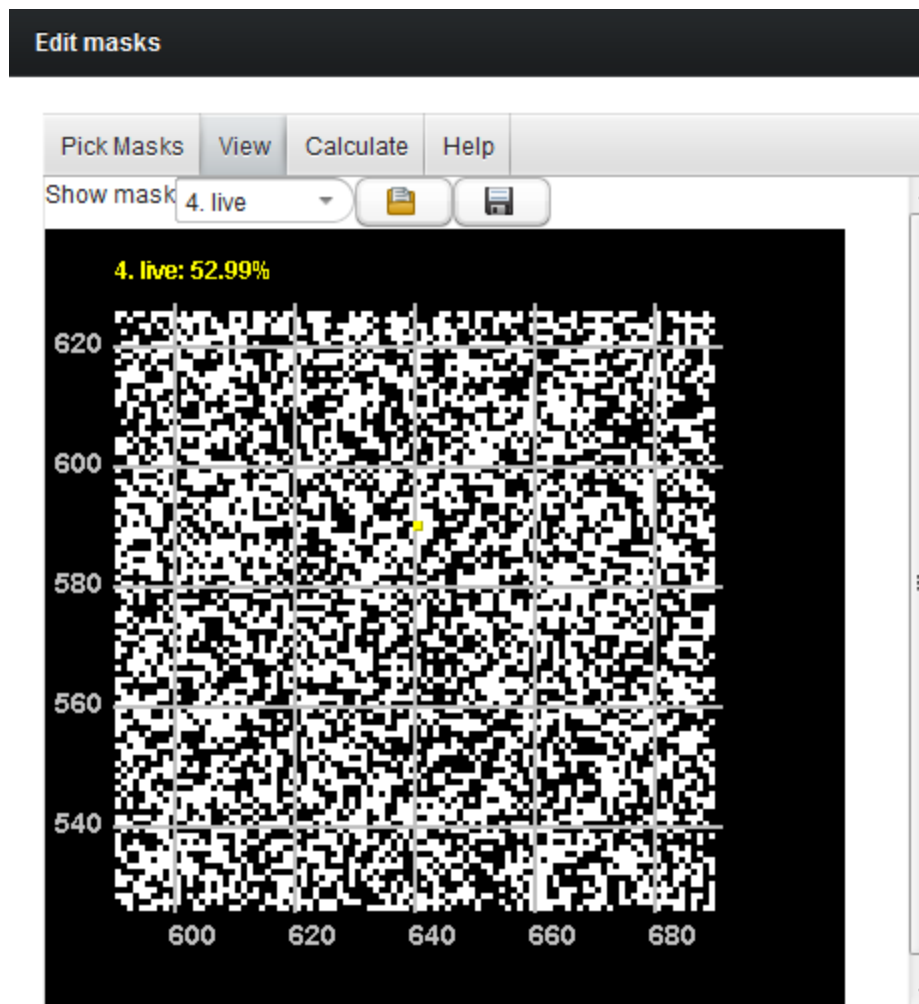 Edit masks
Pick Masks View Calculate Help
Show mask 4. live
4. live: 52.99%
620
600
580
560
540
600 620 640 660 680